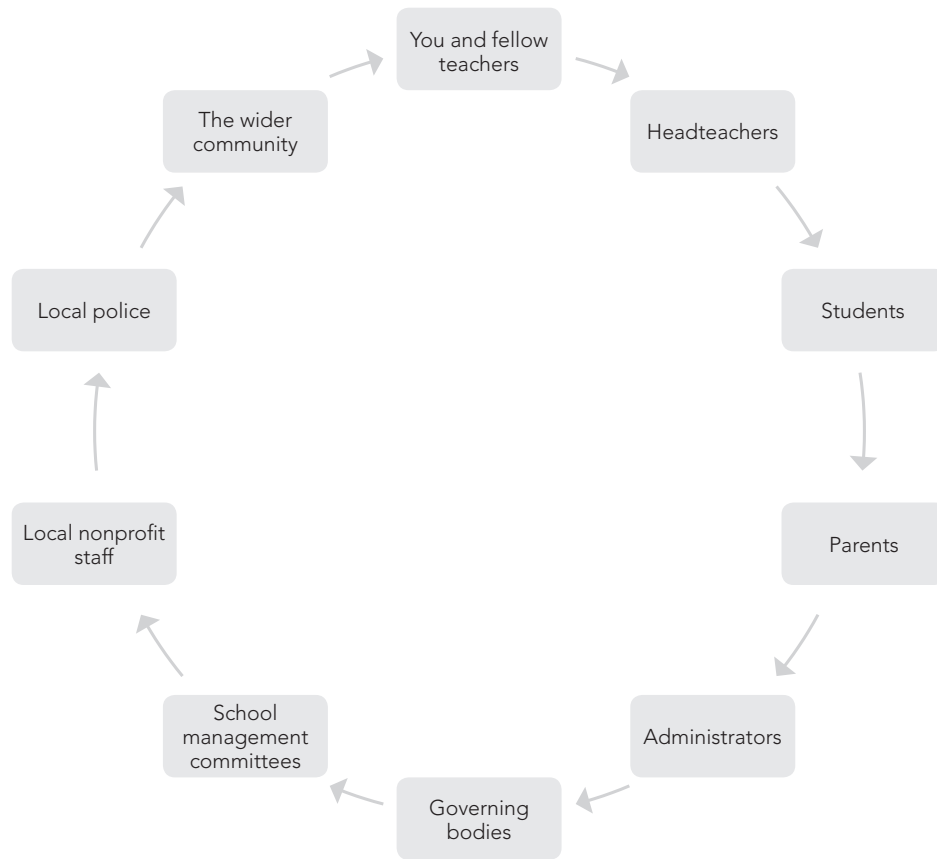 You and fellow
teachers
Headteachers
Students
Parents
Administrators
Governing
bodies
School
management
committees
Local nonprofit
staff
Local police
The wider
community